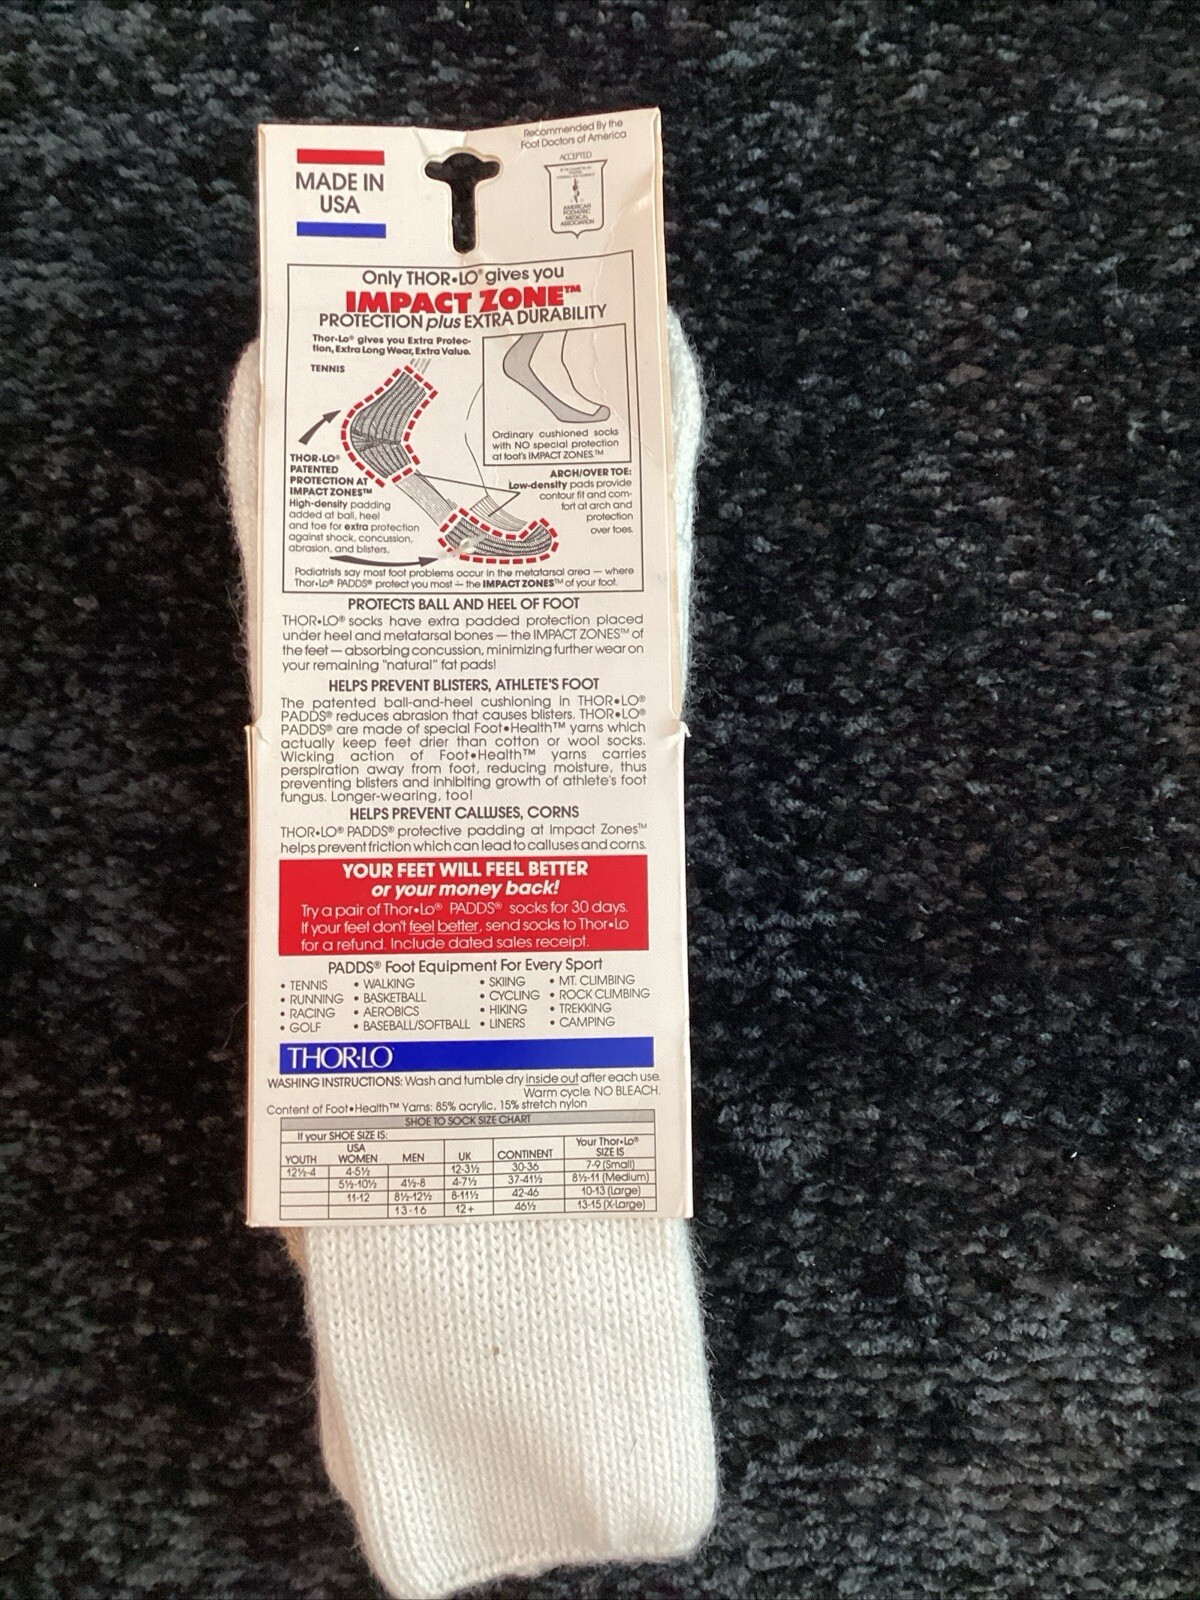 MADE IN
USA
Recommended By the
Foot Doctors of America
ACCEPTED
AMERICAN
PODIATRIC
MEDICAL
ASSOCIATION
Only THOR•LO® gives you
IMPACT ZONE™
PROTECTION plus EXTRA DURABILITY
Thor•Lo® gives you Extra Protec-
tion, Extra Long Wear, Extra Value.
TENNIS
Ordinary cushioned socks
with NO special protection
at foot's IMPACT ZONES.™
THOR•LO®
PATENTED
PROTECTION AT
IMPACT ZONES™
High-density padding
added at ball, heel
and toe for extra protection
against shock, concussion,
abrasion, and blisters.
ARCH/OVER TOE:
Low-density pads provide
contour fit and com-
fort at arch and
protection
over toes.
Podiatrists say most foot problems occur in the metatarsal area — where
Thor•Lo® PADDS® protect you most — the IMPACT ZONES™ of your foot.
PROTECTS BALL AND HEEL OF FOOT
THOR•LO® socks have extra padded protection placed
under heel and metatarsal bones — the IMPACT ZONES™ of
the feet — absorbing concussion, minimizing further wear on
your remaining "natural" fat pads!
HELPS PREVENT BLISTERS, ATHLETE'S FOOT
The patented ball-and-heel cushioning in THOR•LO®
PADDS® reduces abrasion that causes blisters. THOR•LO®
PADDS® are made of special Foot•Health™ yarns which
actually keep feet drier than cotton or wool socks.
Wicking action of Foot•Health™ yarns carries
perspiration away from foot, reducing moisture, thus
preventing blisters and inhibiting growth of athlete's foot
fungus. Longer-wearing, too!
HELPS PREVENT CALLUSES, CORNS
THOR•LO® PADDS® protective padding at Impact Zones™
helps prevent friction which can lead to calluses and corns.
YOUR FEET WILL FEEL BETTER
or your money back!
Try a pair of Thor•Lo® PADDS® socks for 30 days.
If your feet don't feel better, send socks to Thor•Lo
for a refund. Include dated sales receipt.
PADDS® Foot Equipment For Every Sport
• TENNIS • WALKING • SKIING • MT. CLIMBING
• RUNNING • BASKETBALL • CYCLING • ROCK CLIMBING
• RACING • AEROBICS • HIKING • TREKKING
• GOLF • BASEBALL/SOFTBALL • LINERS • CAMPING
THOR•LO®
WASHING INSTRUCTIONS: Wash and tumble dry inside out after each use.
Warm cycle. NO BLEACH.
Content of Foot•Health™ Yarns: 85% acrylic, 15% stretch nylon
SHOE TO SOCK SIZE CHART
If your SHOE SIZE IS:
YOUTH USA WOMEN MEN UK CONTINENT Your Thor•Lo® SIZE IS
12½-4 4-5½ 12-3½ 30-36 7-9 (Small)
5½-10½ 4½-8 4-7½ 37-41½ 8½-11 (Medium)
11-12 8½-12½ 8-11½ 42-46 10-13 (Large)
13-16 12+ 46½ 13-15 (X-Large)